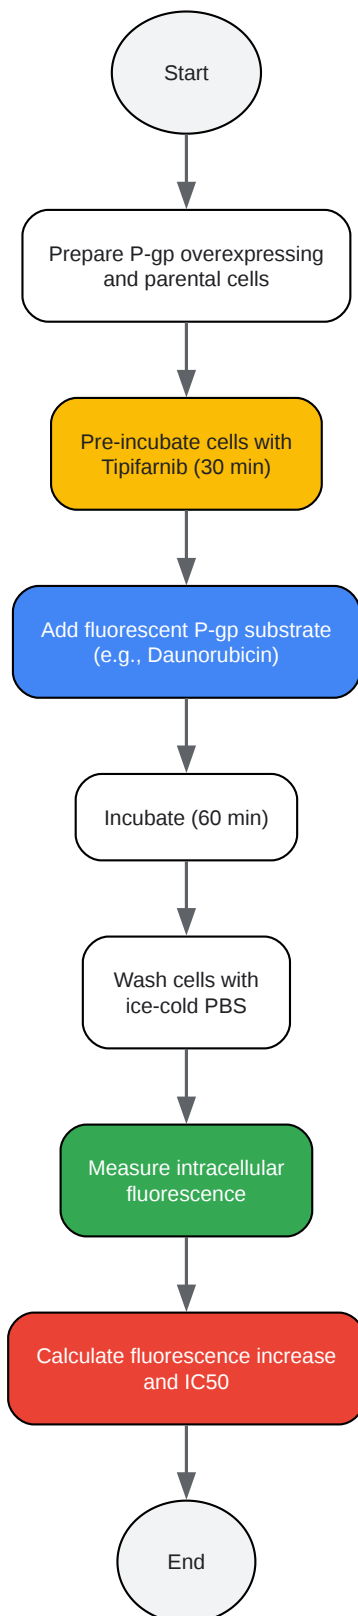 Start
Prepare P-gp overexpressing
and parental cells
Pre-incubate cells with
Tipifarnib (30 min)
Add fluorescent P-gp substrate
(e.g., Daunorubicin)
Incubate (60 min)
Wash cells with
ice-cold PBS
Measure intracellular
fluorescence
Calculate fluorescence increase
and IC50
End